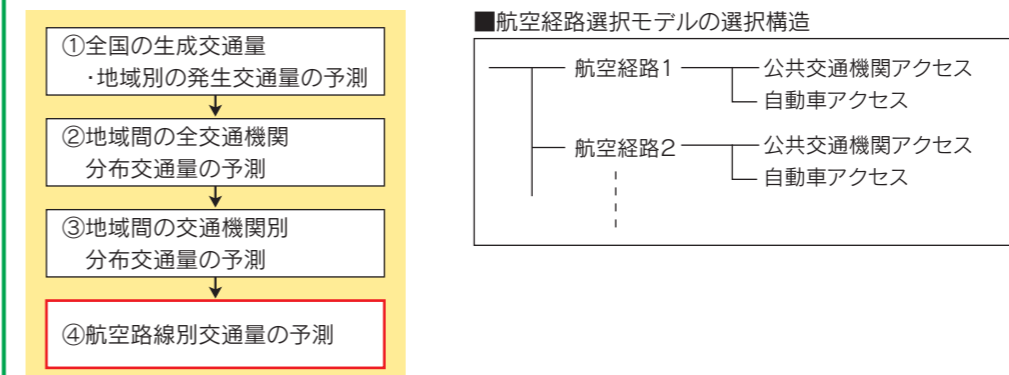 ①全国の生成交通量
・地域別の発生交通量の予測
②地域間の全交通機関
分布交通量の予測
③地域間の交通機関別
分布交通量の予測
④航空路線別交通量の予測
■航空経路選択モデルの選択構造
航空経路1
公共交通機関アクセス
自動車アクセス
航空経路2
公共交通機関アクセス
自動車アクセス